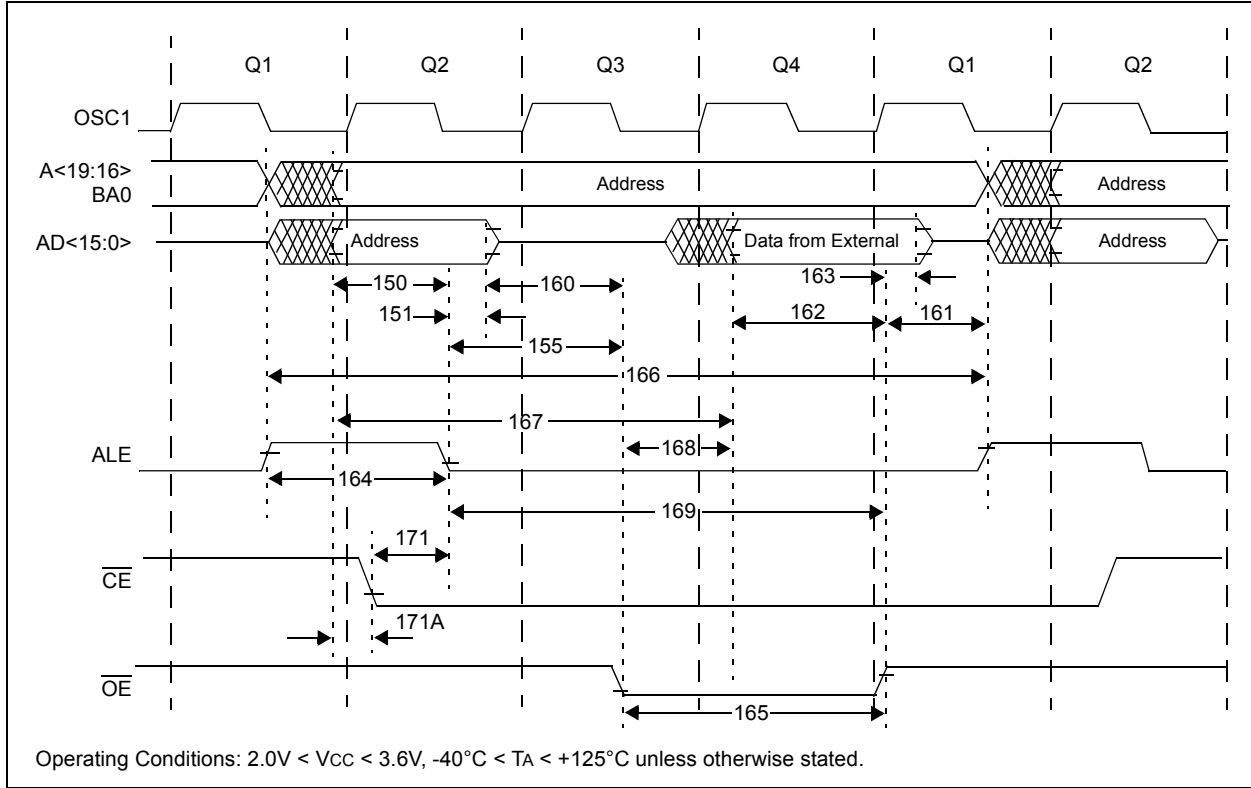 Q1 Q2 Q3 Q4 Q1 Q2
OSC1
A<19:16>
BA0
Address Address
AD<15:0>
Address Data from External Address
150 160 163
151 162 161
155
166
167
ALE
168
164
169
171
CE
171A
OE
165
Operating Conditions: 2.0V < VCC < 3.6V, -40°C < TA < +125°C unless otherwise stated.